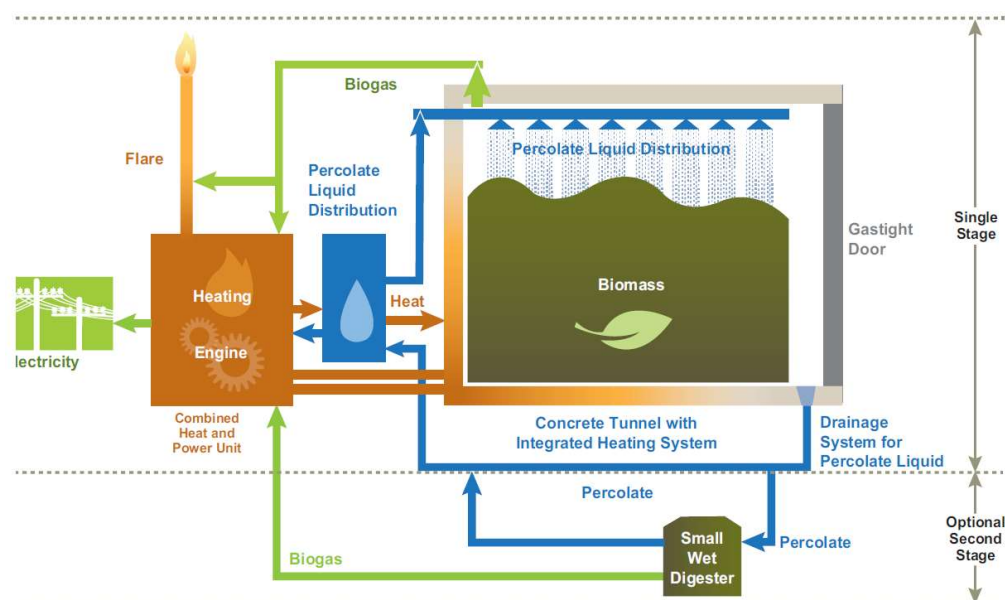 Biogas
Flare
Percolate
Liquid
Distribution
Percolate Liquid Distribution
Gastight
Door
Single
Stage
Heating
Engine
Heat
Biomass
lectricity
Combined
Heat and
Power Unit
Concrete Tunnel with
Integrated Heating System
Drainage
System for
Percolate Liquid
Percolate
Biogas
Small
Wet
Digester
Percolate
Optional
Second
Stage